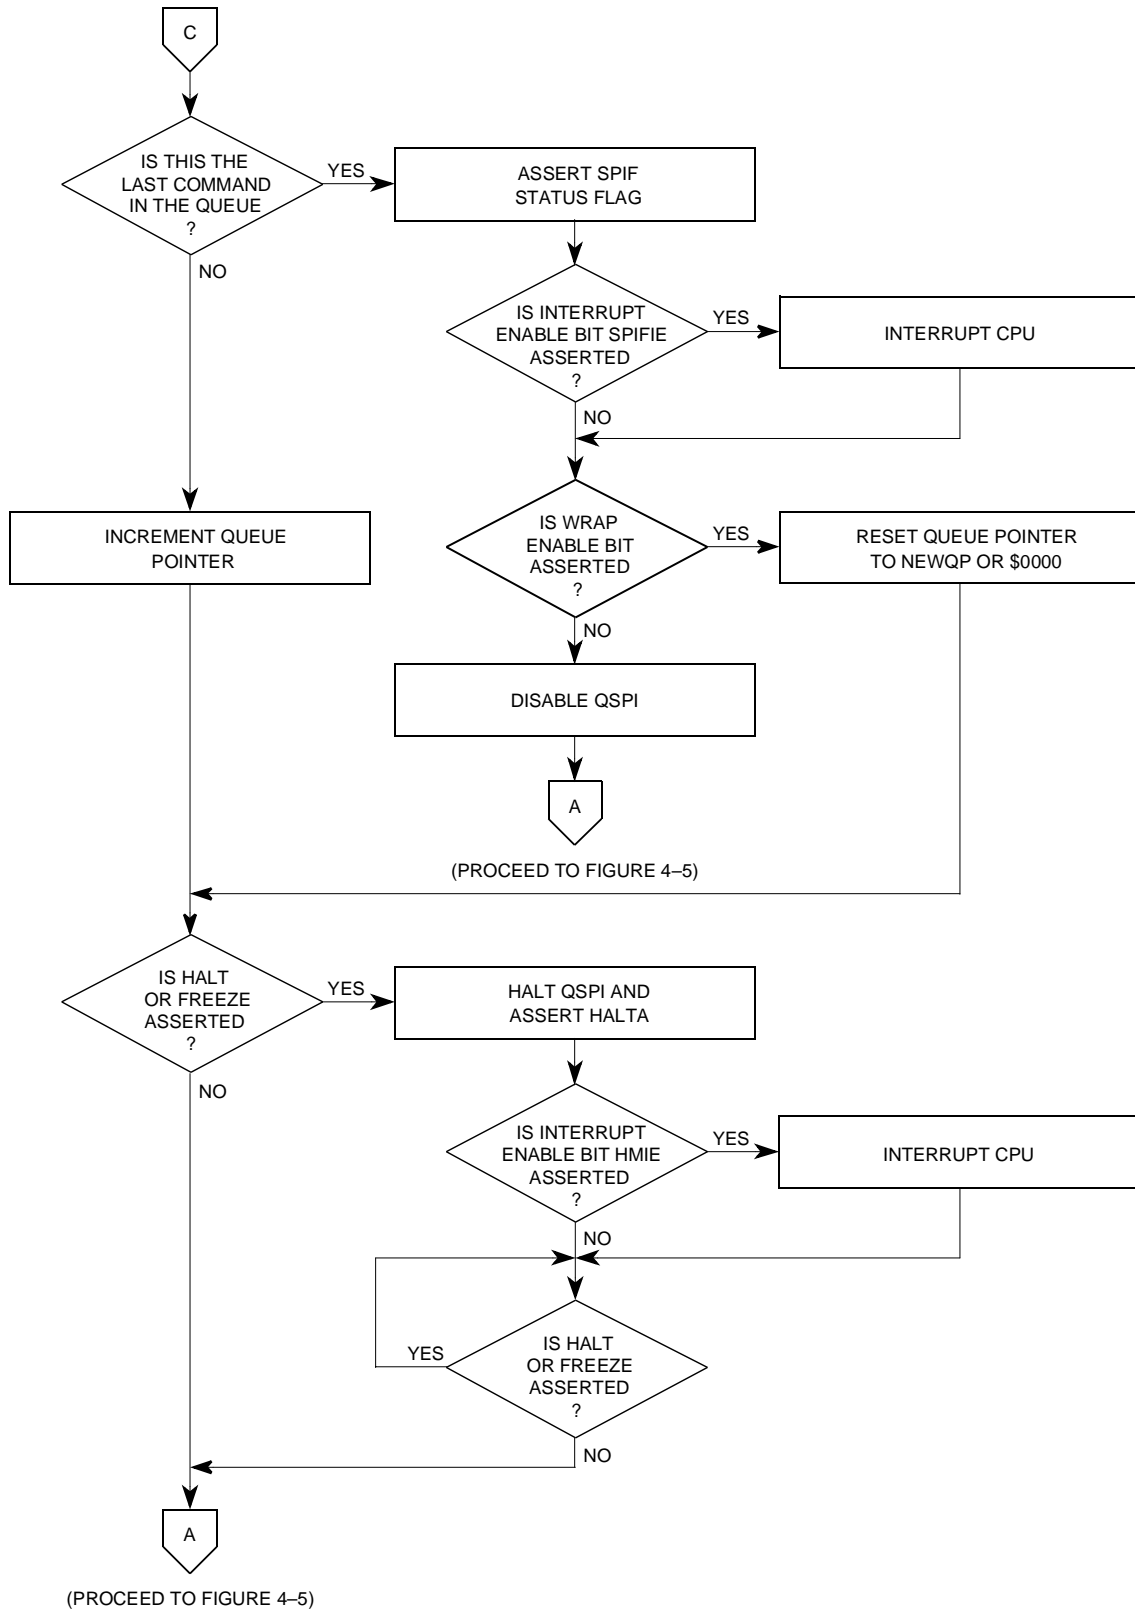 C
IS THIS THE
LAST COMMAND
IN THE QUEUE
?
YES
NO
ASSERT SPIF
STATUS FLAG
IS INTERRUPT
ENABLE BIT SPIFIE
ASSERTED
?
YES
NO
INTERRUPT CPU
INCREMENT QUEUE
POINTER
IS WRAP
ENABLE BIT
ASSERTED
?
YES
NO
RESET QUEUE POINTER
TO NEWQP OR $0000
DISABLE QSPI
A
(PROCEED TO FIGURE 4–5)
IS HALT
OR FREEZE
ASSERTED
?
YES
NO
HALT QSPI AND
ASSERT HALTA
IS INTERRUPT
ENABLE BIT HMIE
ASSERTED
?
YES
NO
INTERRUPT CPU
IS HALT
OR FREEZE
ASSERTED
?
YES
NO
A
(PROCEED TO FIGURE 4–5)